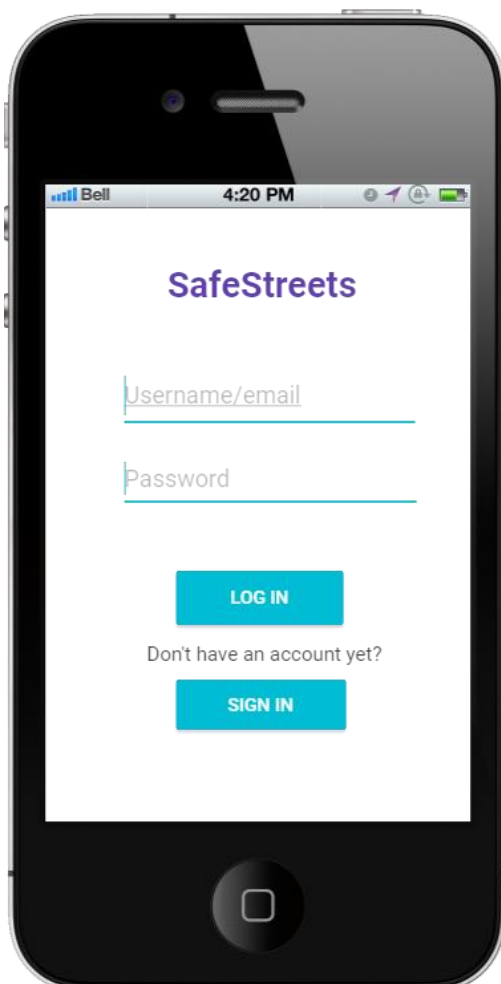 Bell 4:20 PM
SafeStreets
Username/email
Password
LOG IN
Don't have an account yet?
SIGN IN